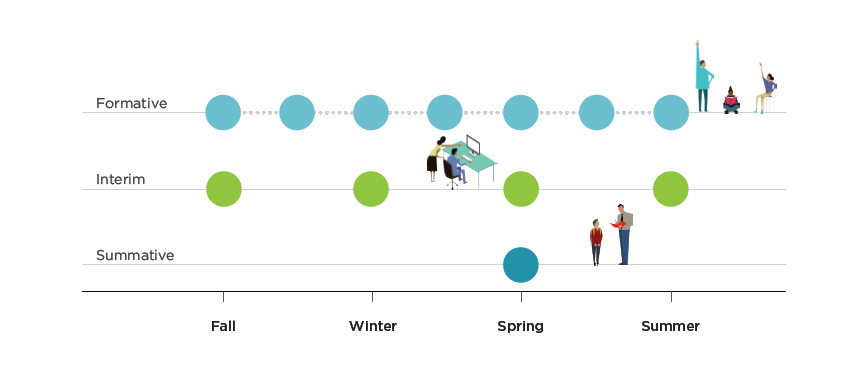 Formative
Interim
Summative
Fall Winter Spring Summer